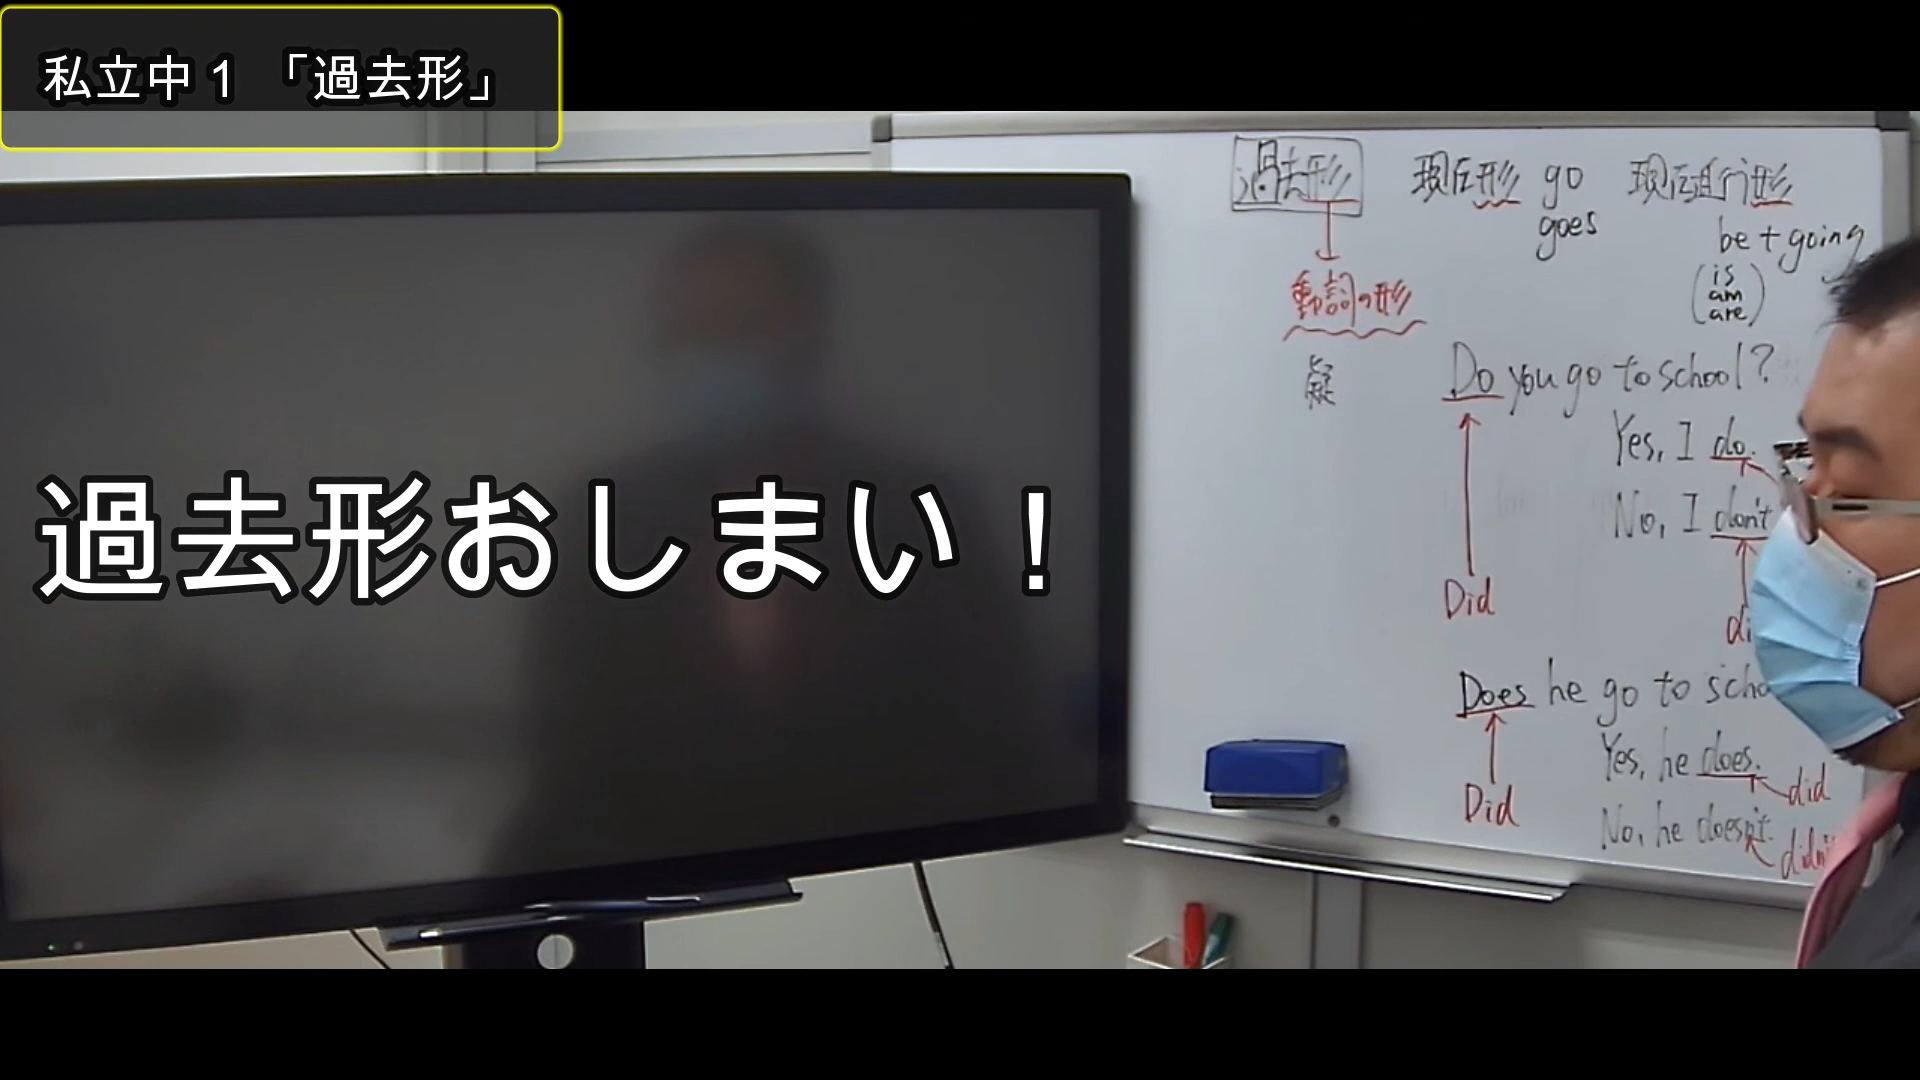 私立中１「過去形」
過去形おしまい！
過去形 現在形 go 現在進行形
goes
be + going
(is
am
are)
動詞の形
疑 Do you go to school?
Yes, I do.
No, I don't
Did
Does he go to
Yes, he does.
did
Did
No, he doesn't.